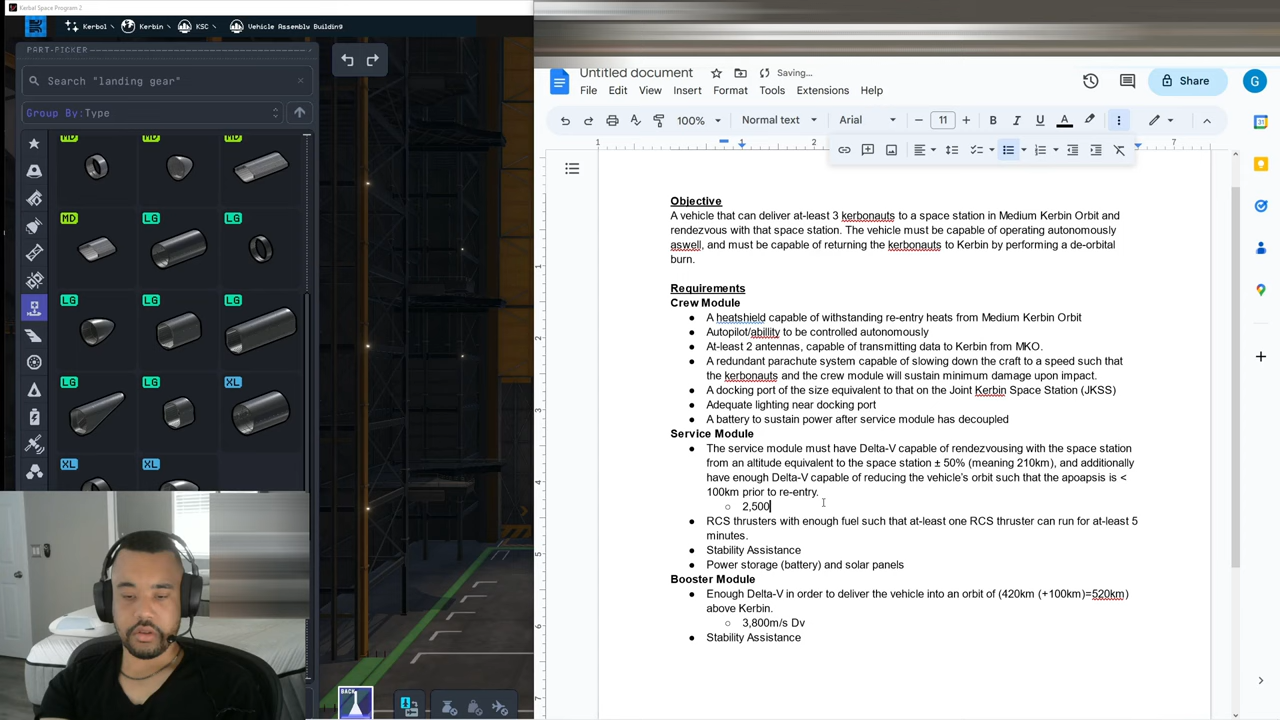 Kerbal Space Program 2
Kerbol
Kerbin
KSC
Vehicle Assembly Building
PART-PICKER
Search "landing gear"
Group By:Type
MD
MD
MD
MD
LG
LG
LG
LG
LG
LG
LG
XL
XL
XL
BACK
Untitled document
Saving...
File Edit View Insert Format Tools Extensions Help
Share
G
100%
Normal text
Arial
11
B I U A
1 2 7
1
2
3
4
5
6
7
Objective
A vehicle that can deliver at-least 3 kerbonauts to a space station in Medium Kerbin Orbit and
rendezvous with that space station. The vehicle must be capable of operating autonomously
aswell, and must be capable of returning the kerbonauts to Kerbin by performing a de-orbital
burn.
Requirements
Crew Module
● A heatshield capable of withstanding re-entry heats from Medium Kerbin Orbit
● Autopilot/abillity to be controlled autonomously
● At-least 2 antennas, capable of transmitting data to Kerbin from MKO.
● A redundant parachute system capable of slowing down the craft to a speed such that
the kerbonauts and the crew module will sustain minimum damage upon impact.
● A docking port of the size equivalent to that on the Joint Kerbin Space Station (JKSS)
● Adequate lighting near docking port
● A battery to sustain power after service module has decoupled
Service Module
● The service module must have Delta-V capable of rendezvousing with the space station
from an altitude equivalent to the space station ± 50% (meaning 210km), and additionally
have enough Delta-V capable of reducing the vehicle's orbit such that the apoapsis is <
100km prior to re-entry.
○ 2,500
● RCS thrusters with enough fuel such that at-least one RCS thruster can run for at-least 5
minutes.
● Stability Assistance
● Power storage (battery) and solar panels
Booster Module
● Enough Delta-V in order to deliver the vehicle into an orbit of (420km (+100km)=520km)
above Kerbin.
○ 3,800m/s Dv
● Stability Assistance